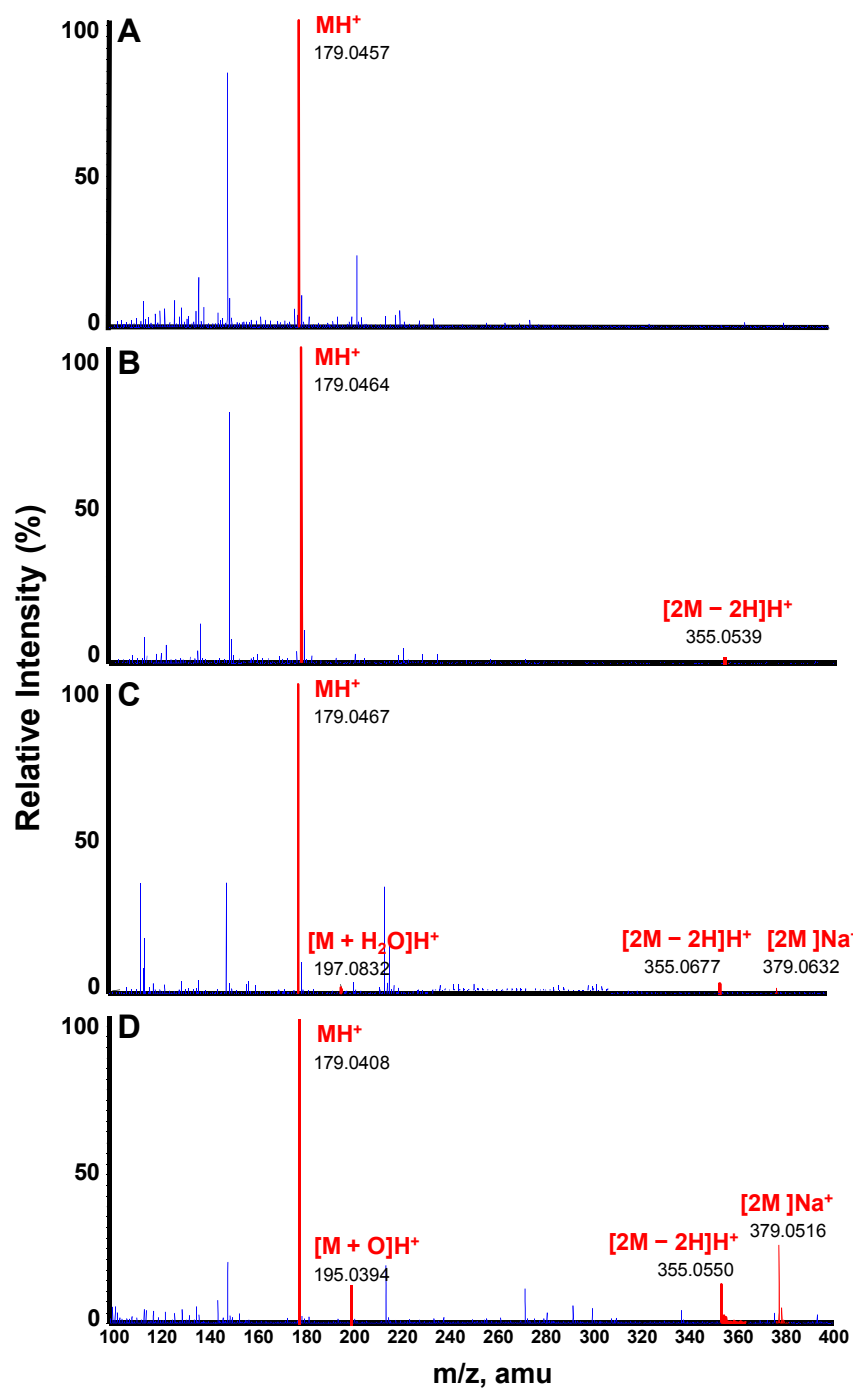 Relative Intensity (%)
A
100
50
0
MH⁺
179.0457
B
100
50
0
MH⁺
179.0464
[2M − 2H]H⁺
355.0539
C
100
50
0
MH⁺
179.0467
[M + H₂O]H⁺
197.0832
[2M − 2H]H⁺
355.0677
[2M ]Na⁺
379.0632
D
100
50
0
MH⁺
179.0408
[M + O]H⁺
195.0394
[2M − 2H]H⁺
355.0550
[2M ]Na⁺
379.0516
100 120 140 160 180 200 220 240 260 280 300 320 340 360 380 400
m/z, amu